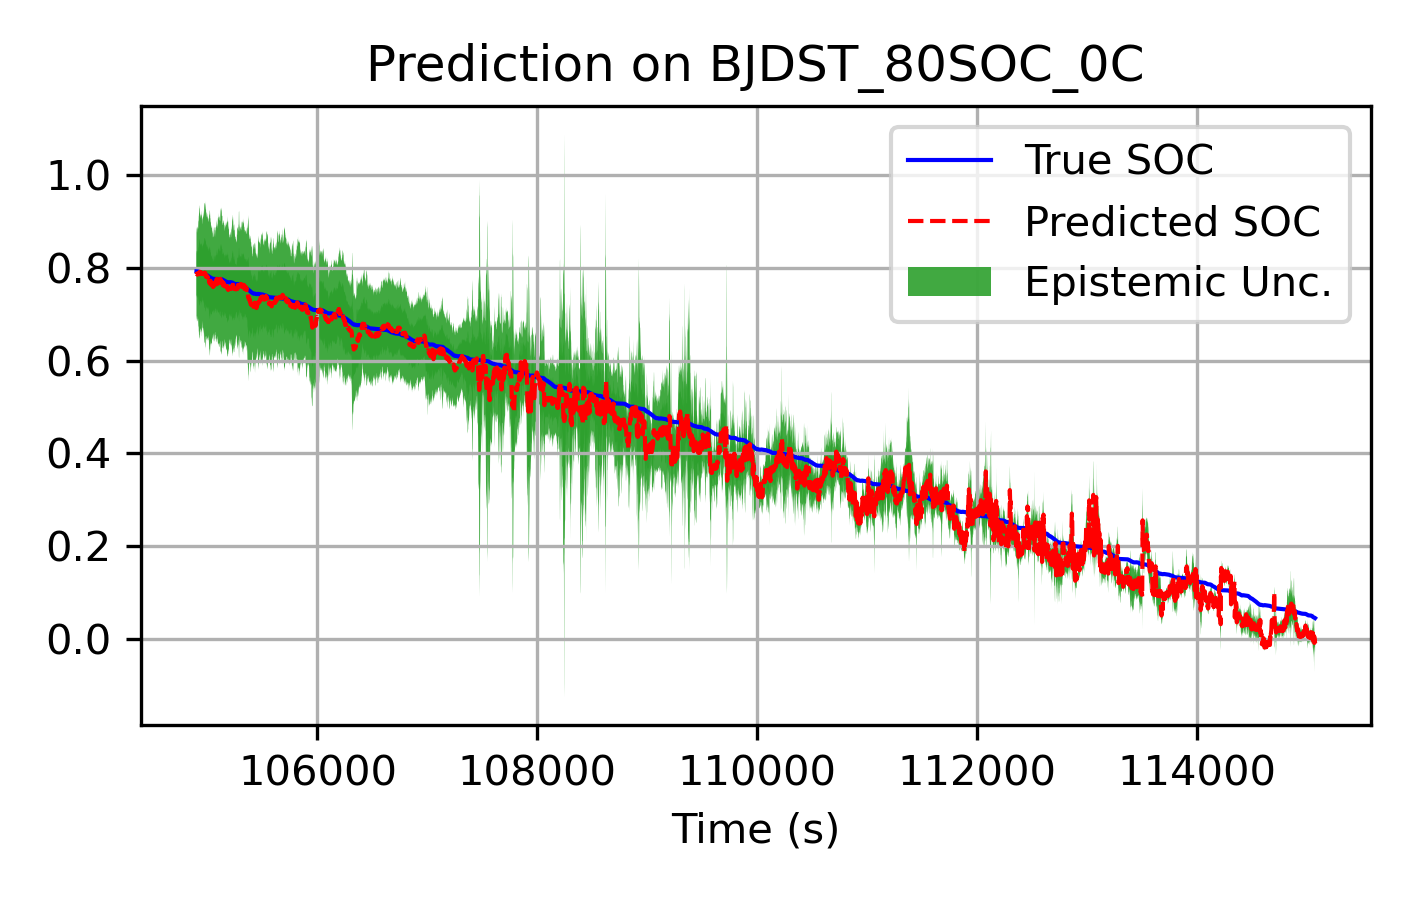 Prediction on BJDST_80SOC_0C
True SOC
Predicted SOC
Epistemic Unc.
1.0
0.8
0.6
0.4
0.2
0.0
106000 108000 110000 112000 114000
Time (s)